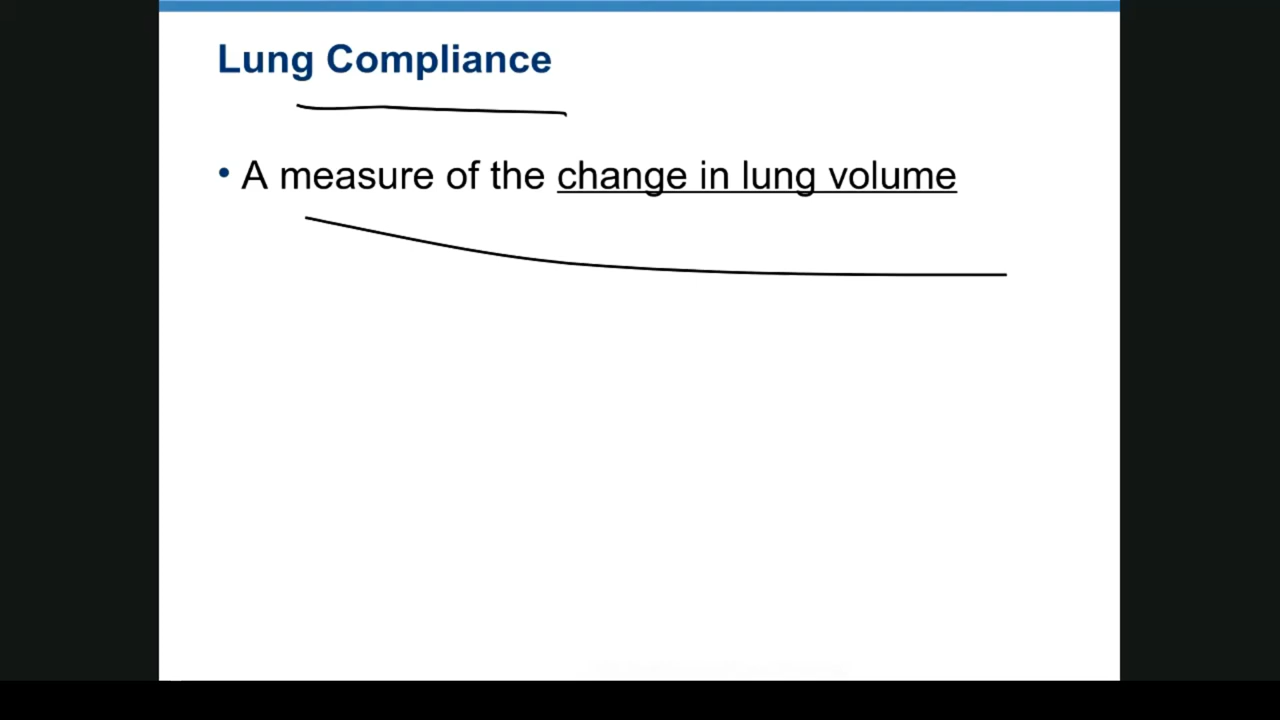 Lung Compliance
• A measure of the change in lung volume